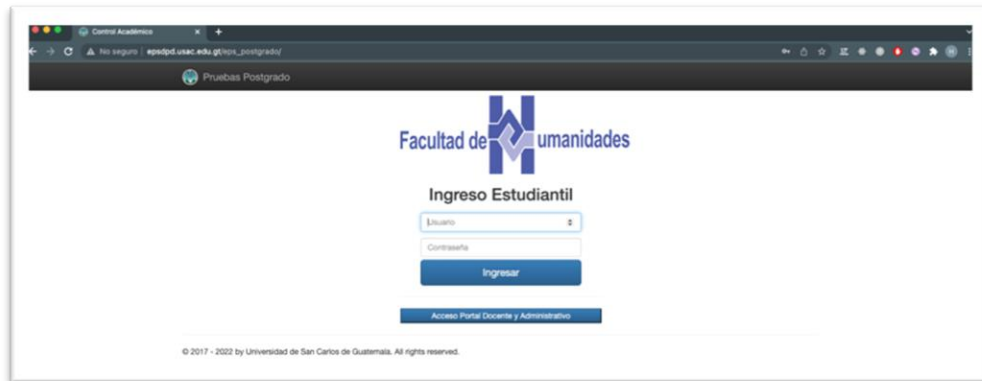 Control Académico
No seguro | epsdpd.usac.edu.gt/eps_postgrado/
Pruebas Postgrado
Facultad de Humanidades
Ingreso Estudiantil
Usuario
Contraseña
Ingresar
Acceso Portal Docente y Administrativo
© 2017 - 2022 by Universidad de San Carlos de Guatemala. All rights reserved.